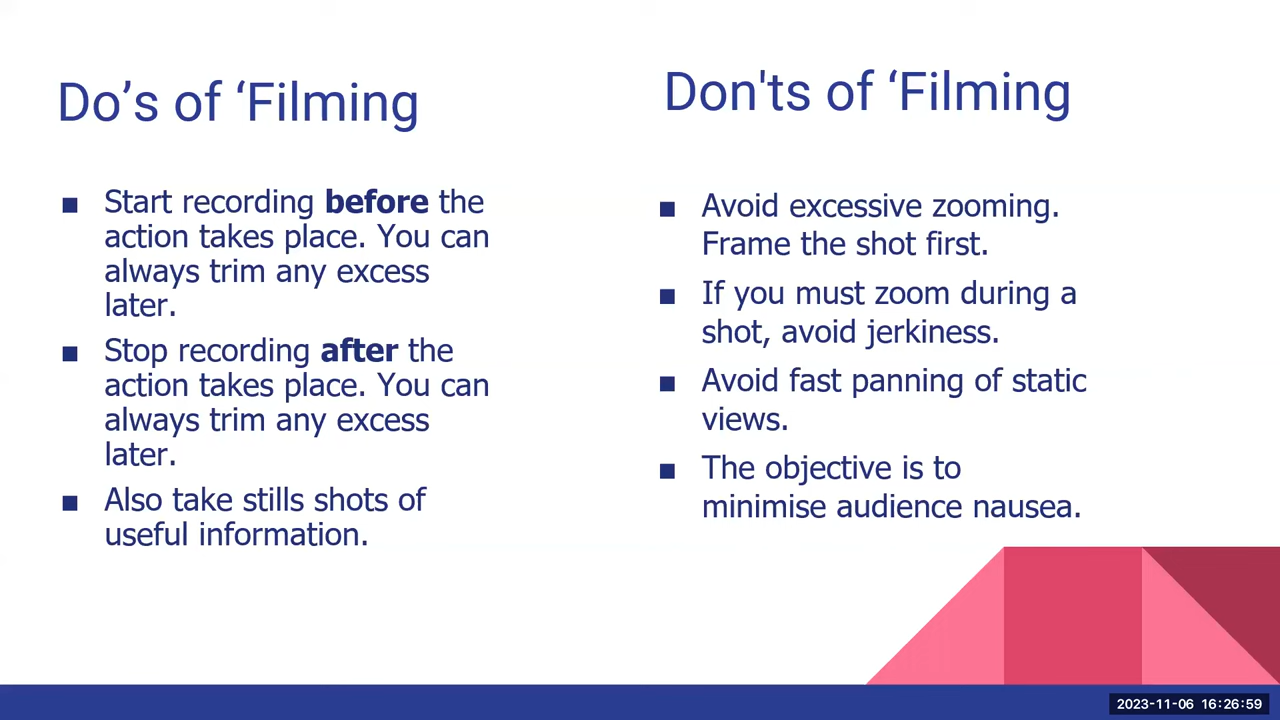 Do’s of ‘Filming
■ Start recording before the
action takes place. You can
always trim any excess
later.
■ Stop recording after the
action takes place. You can
always trim any excess
later.
■ Also take stills shots of
useful information.
Don'ts of ‘Filming
■ Avoid excessive zooming.
Frame the shot first.
■ If you must zoom during a
shot, avoid jerkiness.
■ Avoid fast panning of static
views.
■ The objective is to
minimise audience nausea.
2023-11-06 16:26:59